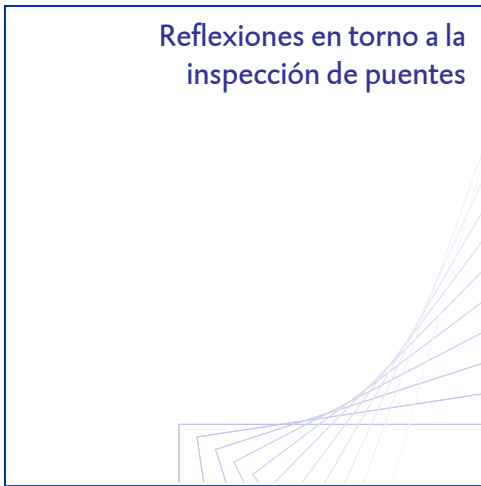 Reflexiones en torno a la
inspección de puentes